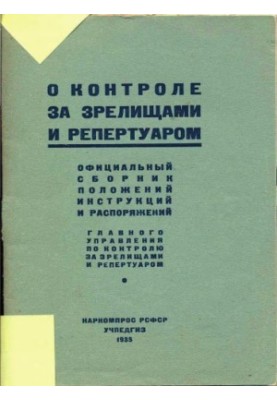 О КОНТРОЛЕ
ЗА ЗРЕЛИЩАМИ
И РЕПЕРТУАРОМ
ОФИЦИАЛЬНЫЙ
СБОРНИК
ПОЛОЖЕНИЙ
ИНСТРУКЦИЙ
И РАСПОРЯЖЕНИЙ
ГЛАВНОГО
УПРАВЛЕНИЯ
ПО КОНТРОЛЮ
ЗА ЗРЕЛИЩАМИ
И РЕПЕРТУАРОМ
НАРКОМПРОС РСФСР
УЧПЕДГИЗ
1935